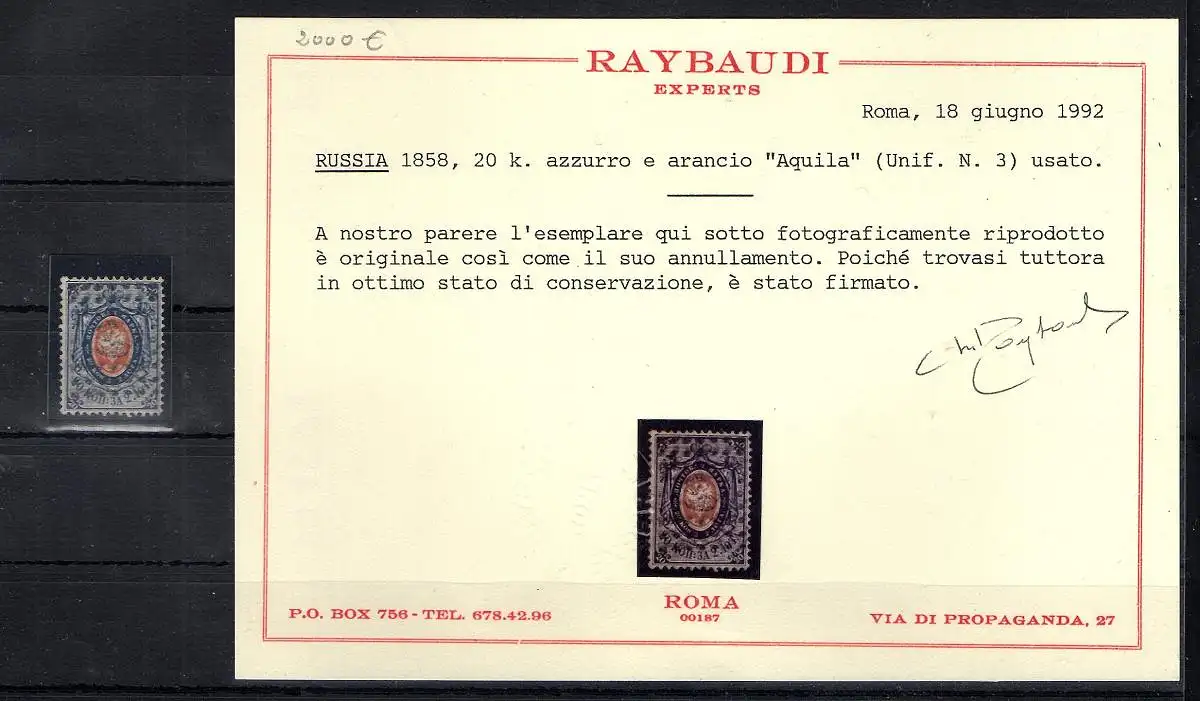 2000 €
RAYBAUDI
EXPERTS
Roma, 18 giugno 1992
RUSSIA 1858, 20 k. azzurro e arancio "Aquila" (Unif. N. 3) usato.
A nostro parere l'esemplare qui sotto fotograficamente riprodotto
è originale così come il suo annullamento. Poiché trovasi tuttora
in ottimo stato di conservazione, è stato firmato.
ROMA
00187
P.O. BOX 756 - TEL. 678.42.96
VIA DI PROPAGANDA, 27